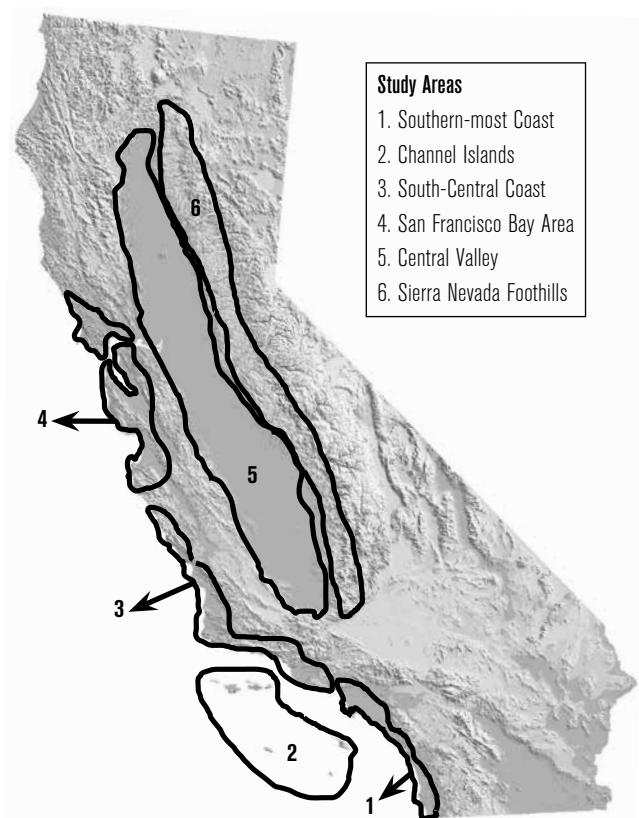 Study Areas
1. Southern-most Coast
2. Channel Islands
3. South-Central Coast
4. San Francisco Bay Area
5. Central Valley
6. Sierra Nevada Foothills
6
4
5
3
2
1